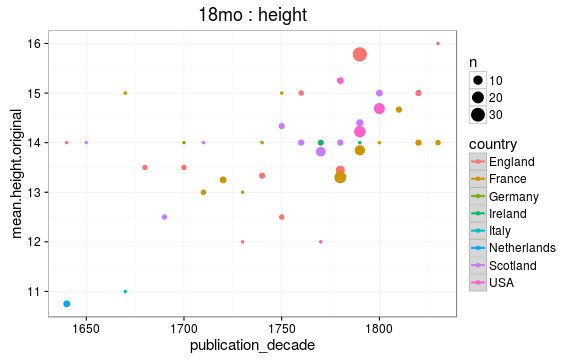 18mo : height
mean.height.original
16
15
14
13
12
11
1650
1700
1750
1800
publication_decade
n
10
20
30
country
England
France
Germany
Ireland
Italy
Netherlands
Scotland
USA